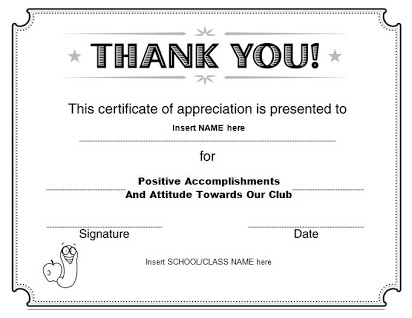 THANK YOU!
This certificate of appreciation is presented to
Insert NAME here
for
Positive Accomplishments
And Attitude Towards Our Club
Signature Date
Insert SCHOOL/CLASS NAME here